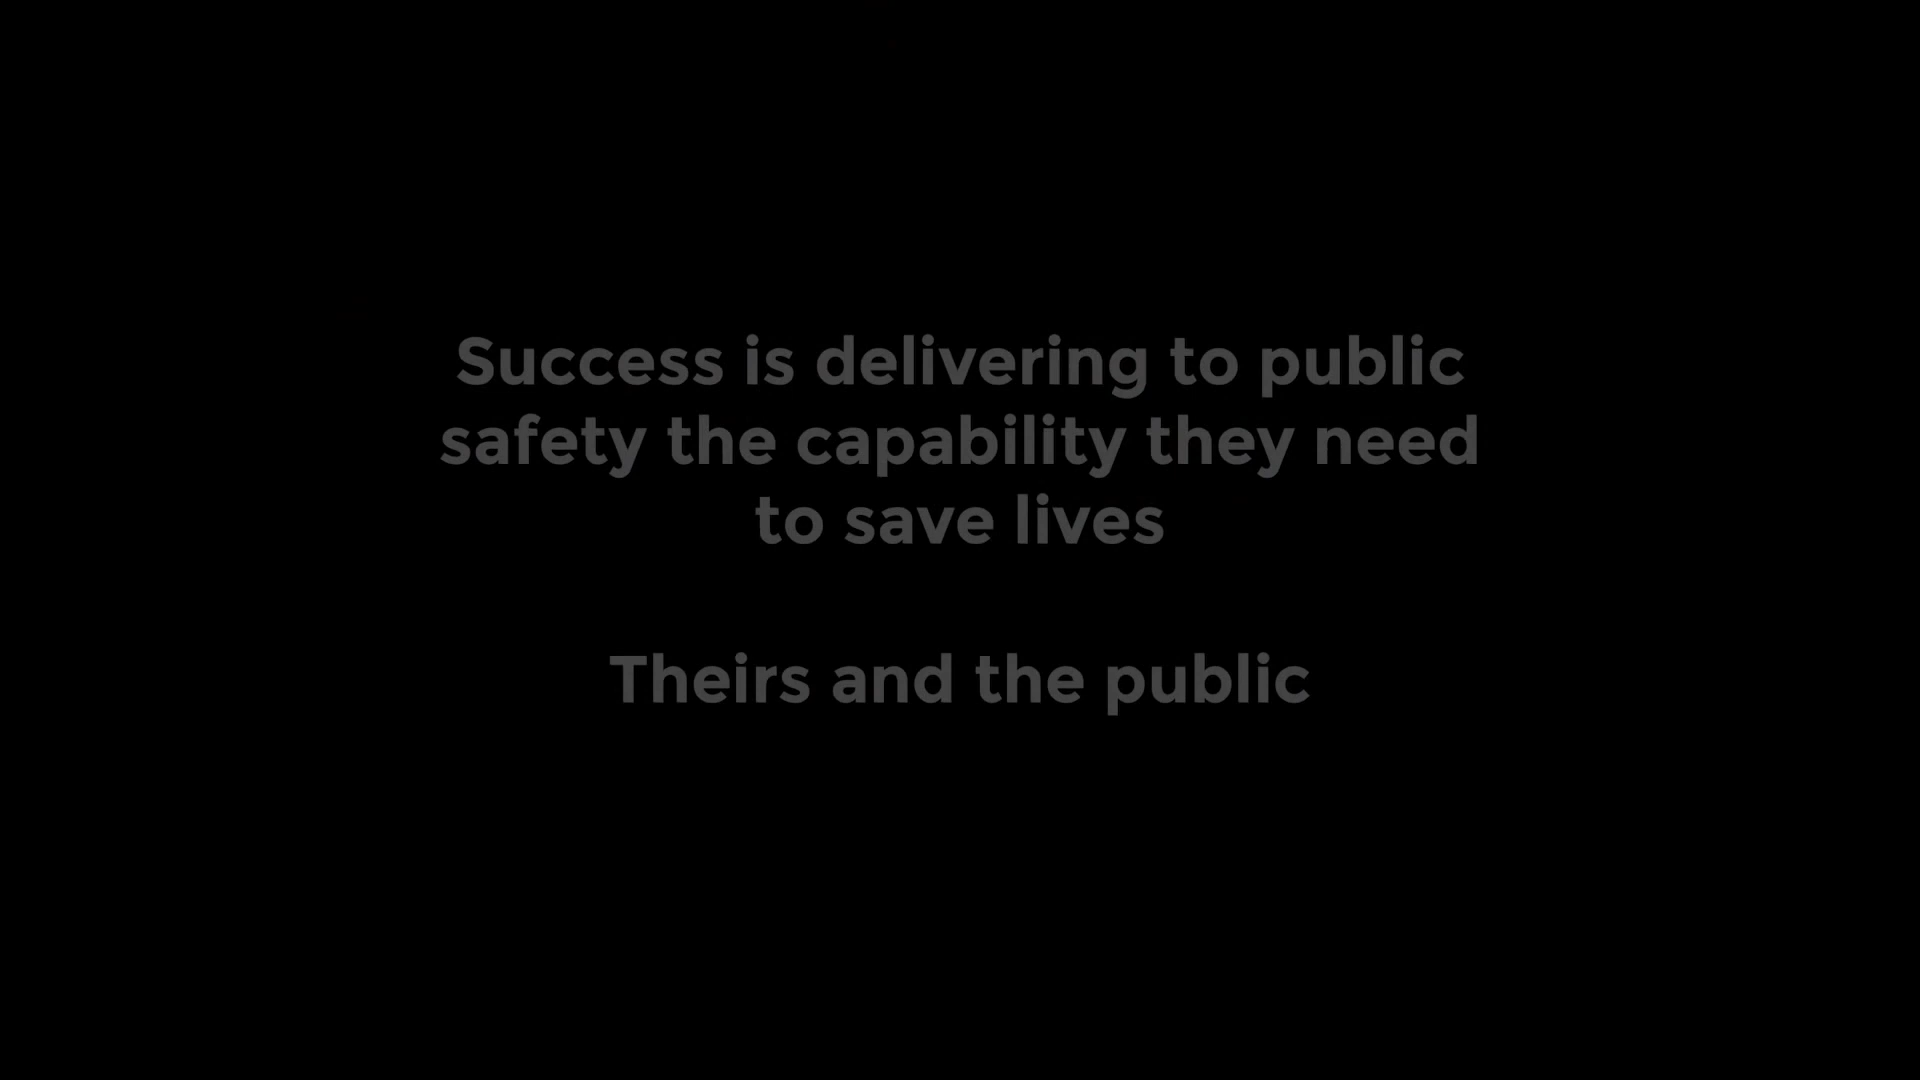 Success is delivering to public
safety the capability they need
to save lives
Theirs and the public